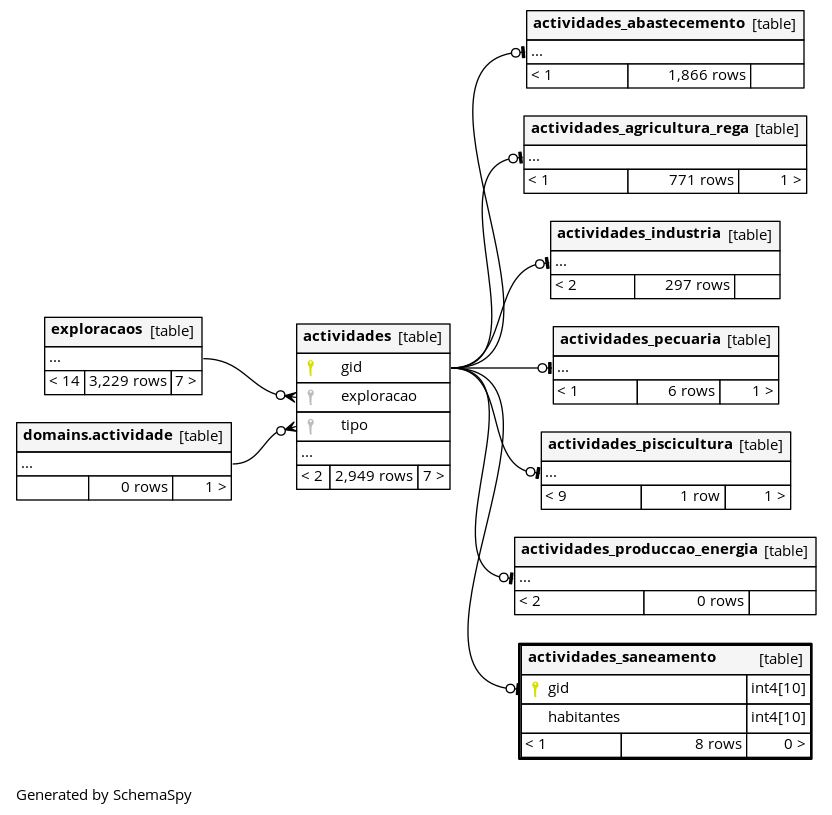 actividades_abastecemento [table]
...
< 1 1,866 rows
actividades_agricultura_rega [table]
...
< 1 771 rows 1 >
actividades_industria [table]
...
< 2 297 rows
exploracaos [table]
...
< 14 3,229 rows 7 >
actividades [table]
gid
exploracao
tipo
...
< 2 2,949 rows 7 >
actividades_pecuaria [table]
...
< 1 6 rows 1 >
domains.actividade [table]
...
0 rows 1 >
actividades_piscicultura [table]
...
< 9 1 row 1 >
actividades_produccao_energia [table]
...
< 2 0 rows
actividades_saneamento [table]
gid int4[10]
habitantes int4[10]
< 1 8 rows 0 >
Generated by SchemaSpy